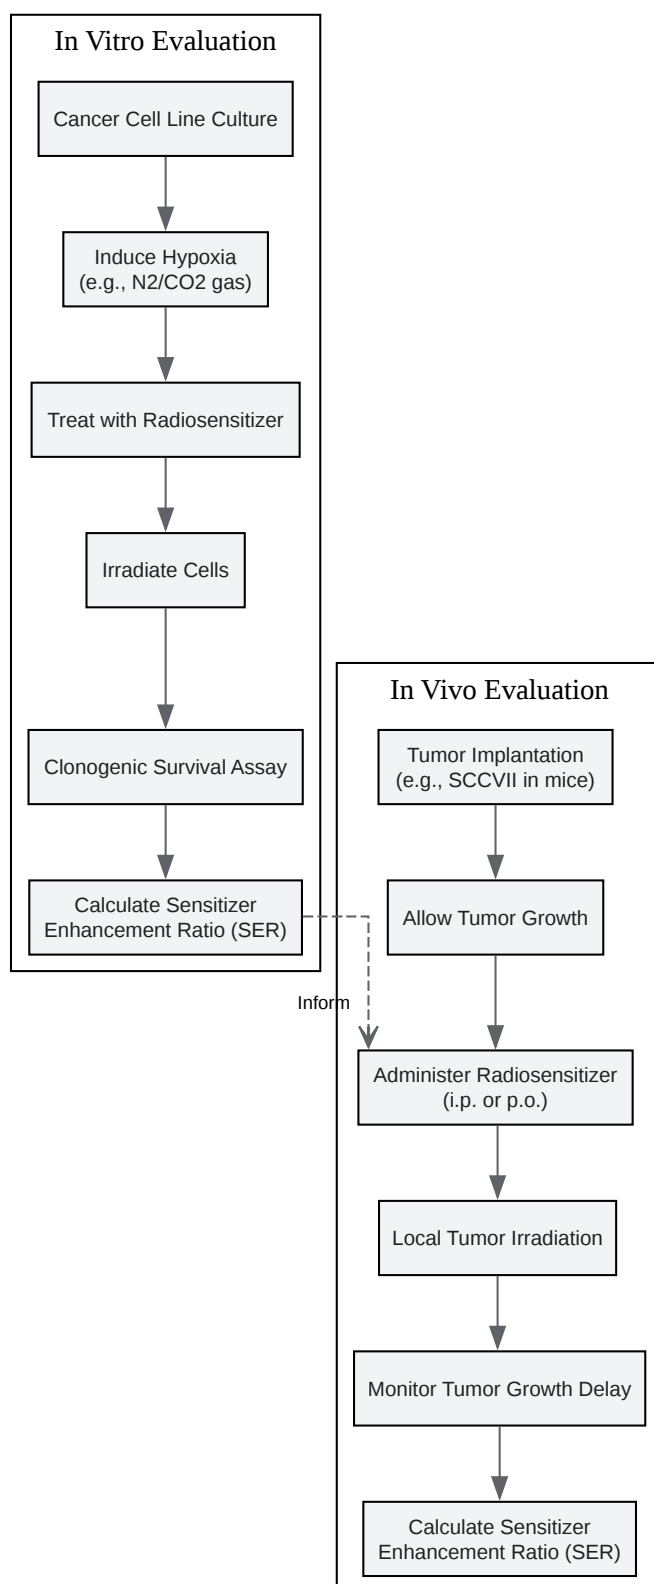 In Vitro Evaluation
Cancer Cell Line Culture
Induce Hypoxia
(e.g., N2/CO2 gas)
Treat with Radiosensitizer
Irradiate Cells
Clonogenic Survival Assay
Calculate Sensitizer
Enhancement Ratio (SER)
Inform
In Vivo Evaluation
Tumor Implantation
(e.g., SCCVII in mice)
Allow Tumor Growth
Administer Radiosensitizer
(i.p. or p.o.)
Local Tumor Irradiation
Monitor Tumor Growth Delay
Calculate Sensitizer
Enhancement Ratio (SER)